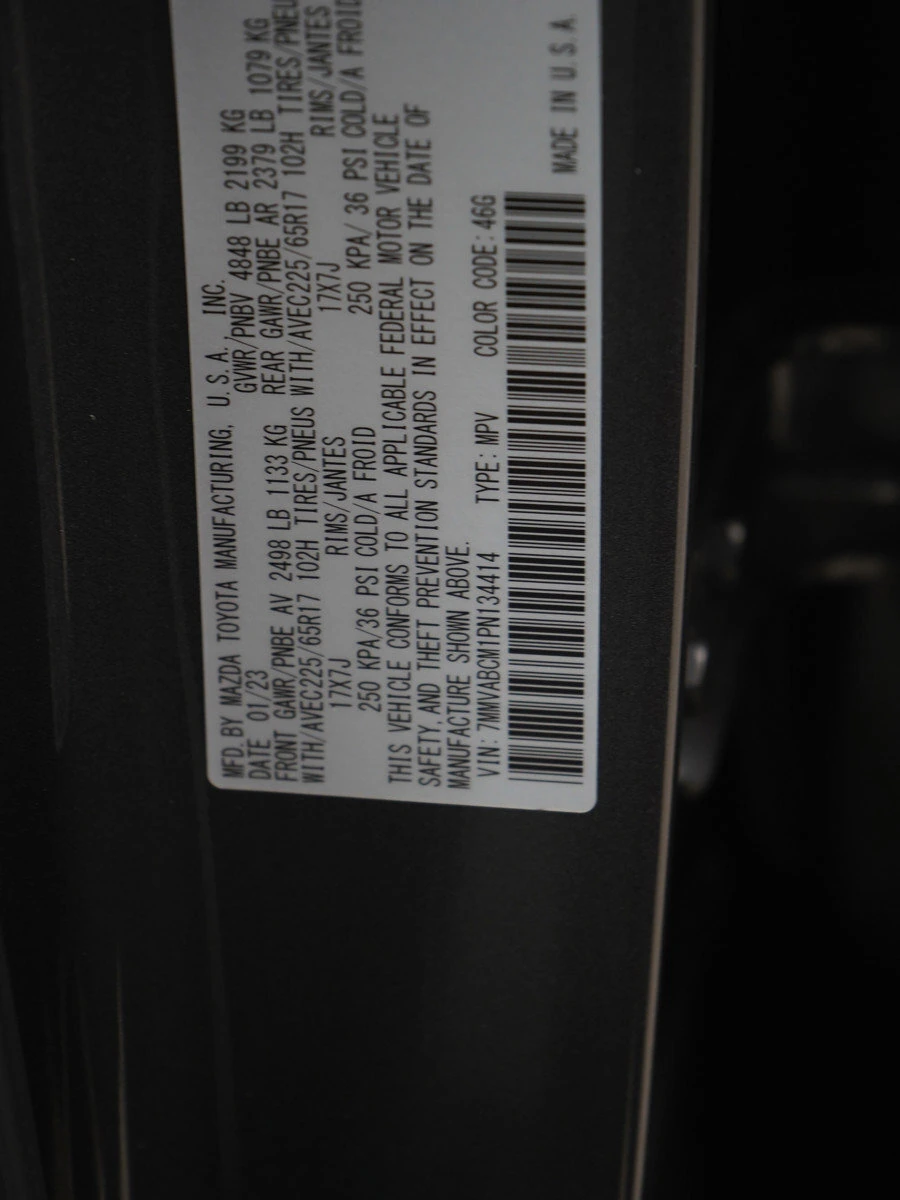 MFD. BY MAZDA TOYOTA MANUFACTURING, U. S. A. INC.
DATE 01/23 GVWR/PNBV 4848 LB 2199 KG
FRONT GAWR/PNBE AV 2498 LB 1133 KG REAR GAWR/PNBE AR 2379 LB 1079 KG
WITH/AVEC225/65R17 102H TIRES/PNEUS WITH/AVEC225/65R17 102H TIRES/PNEU
17X7J RIMS/JANTES 17X7J RIMS/JANTES
250 KPA/36 PSI COLD/A FROID 250 KPA/ 36 PSI COLD/A FROID
THIS VEHICLE CONFORMS TO ALL APPLICABLE FEDERAL MOTOR VEHICLE
SAFETY, AND THEFT PREVENTION STANDARDS IN EFFECT ON THE DATE OF
MANUFACTURE SHOWN ABOVE.
VIN: 7MMVABCM1PN134414 TYPE: MPV COLOR CODE: 46G
MADE IN U. S. A.